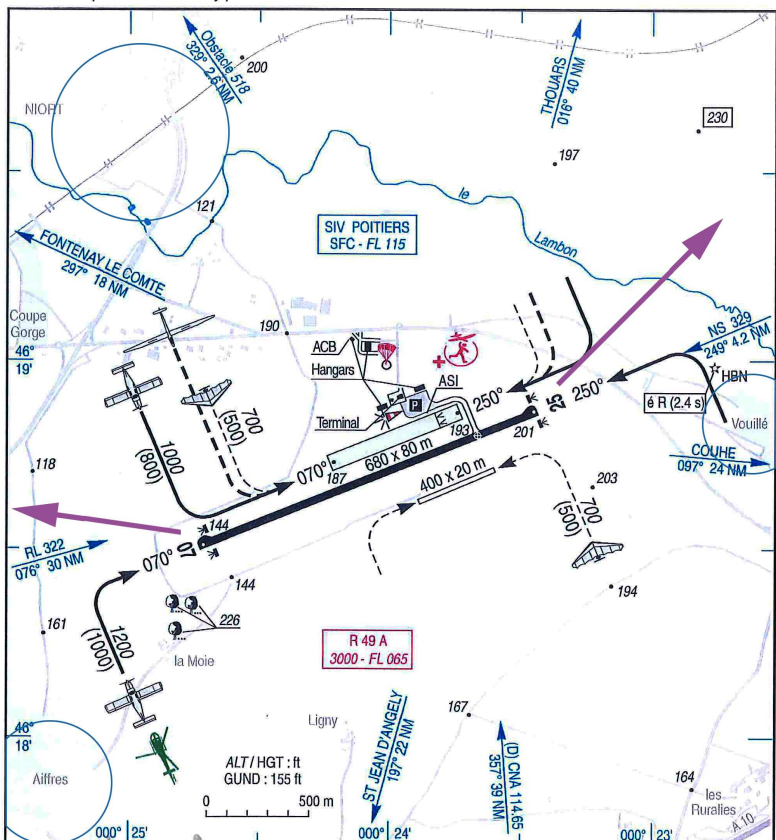 Obstacle 518
329° 2.6 NM
200
THOUARS
016° 40 NM
NIORT
230
197
121
le
Lambon
SIV POITIERS
SFC - FL 115
FONTENAY LE COMTE
297° 18 NM
Coupe
Gorge
190
46°
19'
ACB
Hangars
ASI
P
Terminal
NS 329
249° 4.2 NM
HBN
é R (2.4 s)
Vouillé
250°
25
250°
700
(500)
1000
(800)
193
201
COUHE
097° 24 NM
118
070°
187
680 x 80 m
400 x 20 m
203
700
(500)
144
07
RL 322
076° 30 NM
070°
144
194
161
1200
(1000)
226
la Moie
R 49 A
3000 - FL 065
167
Ligny
46°
18'
ST JEAN D'ANGELY
197° 22 NM
(D) CNA 114.65
357° 39 NM
Aiffres
ALT / HGT : ft
GUND : 155 ft
0
500 m
164
les
Ruralies
A 10
000° 25
000° 24
000° 23